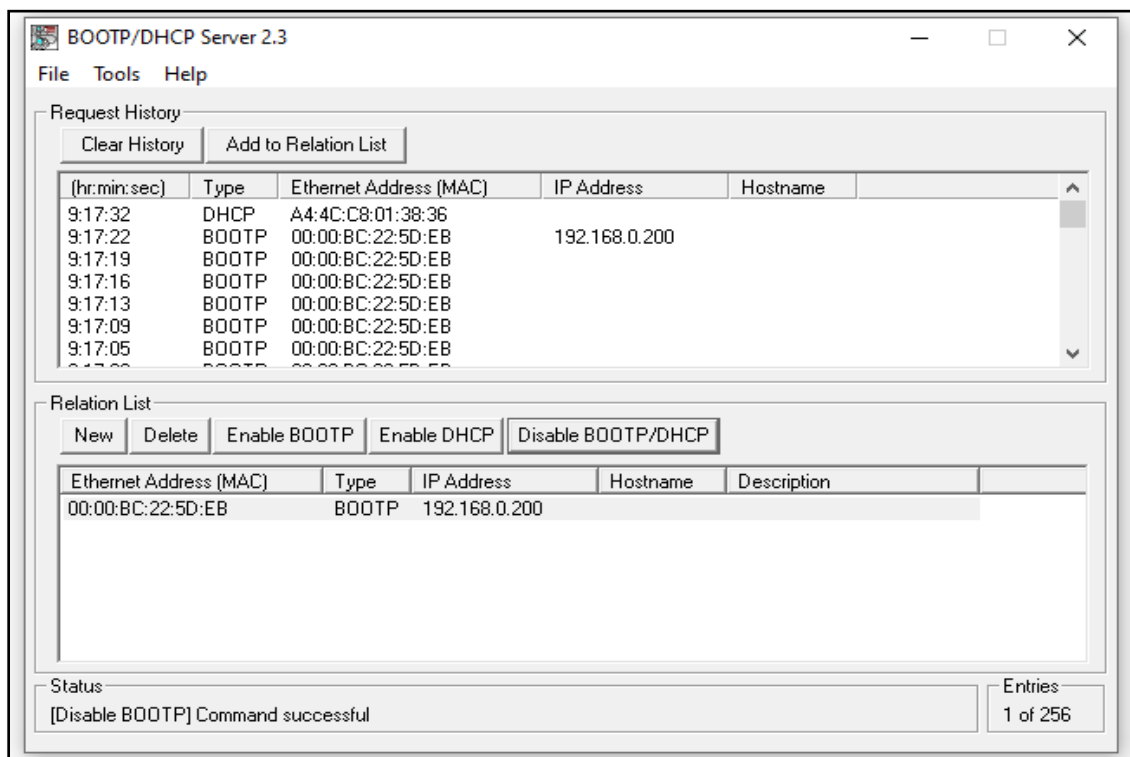 BOOTP/DHCP Server 2.3
File Tools Help
Request History
Clear History Add to Relation List
(hr:min:sec) Type Ethernet Address (MAC) IP Address Hostname
9:17:32 DHCP A4:4C:C8:01:38:36
9:17:22 BOOTP 00:00:BC:22:5D:EB 192.168.0.200
9:17:19 BOOTP 00:00:BC:22:5D:EB
9:17:16 BOOTP 00:00:BC:22:5D:EB
9:17:13 BOOTP 00:00:BC:22:5D:EB
9:17:09 BOOTP 00:00:BC:22:5D:EB
9:17:05 BOOTP 00:00:BC:22:5D:EB
Relation List
New Delete Enable BOOTP Enable DHCP Disable BOOTP/DHCP
Ethernet Address (MAC) Type IP Address Hostname Description
00:00:BC:22:5D:EB BOOTP 192.168.0.200
Status Entries
[Disable BOOTP] Command successful 1 of 256